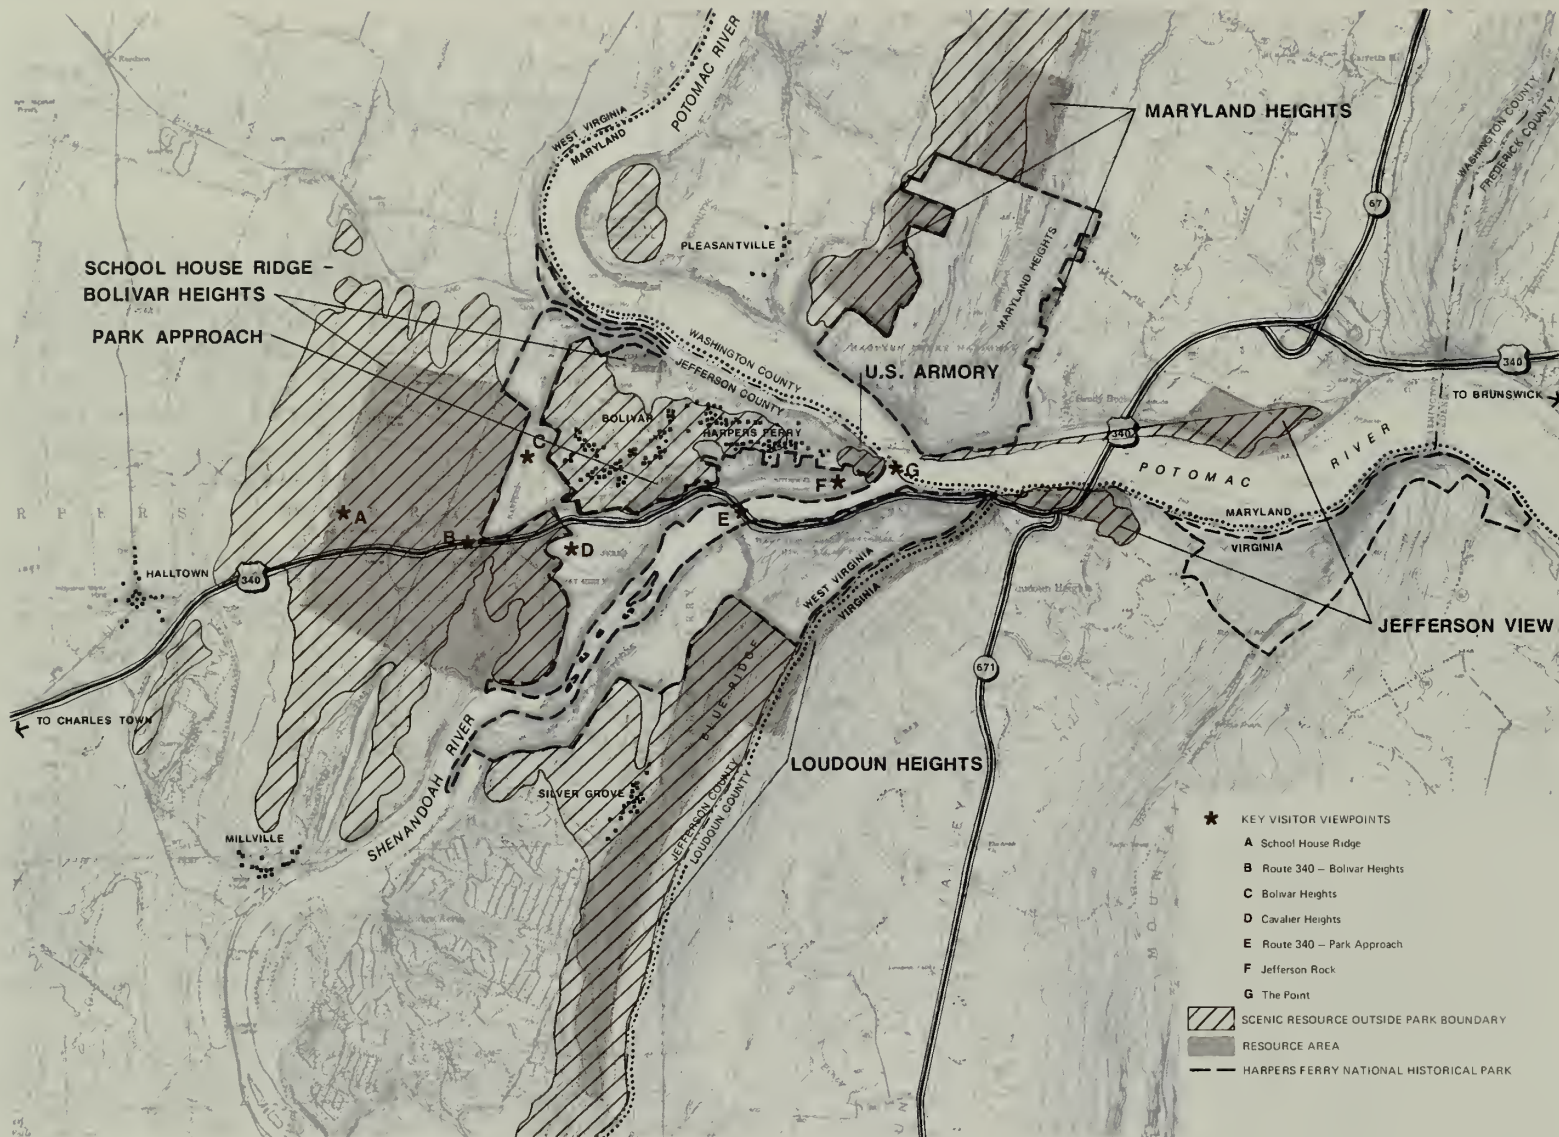 POTOMAC RIVER
WEST VIRGINIA
MARYLAND
MARYLAND HEIGHTS
WASHINGTON COUNTY
FREDERICK COUNTY
67
PLEASANTVILLE
SCHOOL HOUSE RIDGE –
BOLIVAR HEIGHTS
PARK APPROACH
MARYLAND HEIGHTS
WASHINGTON COUNTY
JEFFERSON COUNTY
U.S. ARMORY
340
TO BRUNSWICK
BOLIVAR
HARPERS FERRY
340
C
G
F
POTOMAC RIVER
A
E
B
D
MARYLAND
VIRGINIA
HALLTOWN
340
WEST VIRGINIA
VIRGINIA
JEFFERSON VIEW
BLUE RIDGE
671
TO CHARLES TOWN
SHENANDOAH RIVER
LOUDOUN HEIGHTS
SILVER GROVE
JEFFERSON COUNTY
LOUDOUN COUNTY
MILLVILLE
KEY VISITOR VIEWPOINTS
A School House Ridge
B Route 340 – Bolivar Heights
C Bolivar Heights
D Cavalier Heights
E Route 340 – Park Approach
F Jefferson Rock
G The Point
SCENIC RESOURCE OUTSIDE PARK BOUNDARY
RESOURCE AREA
HARPERS FERRY NATIONAL HISTORICAL PARK